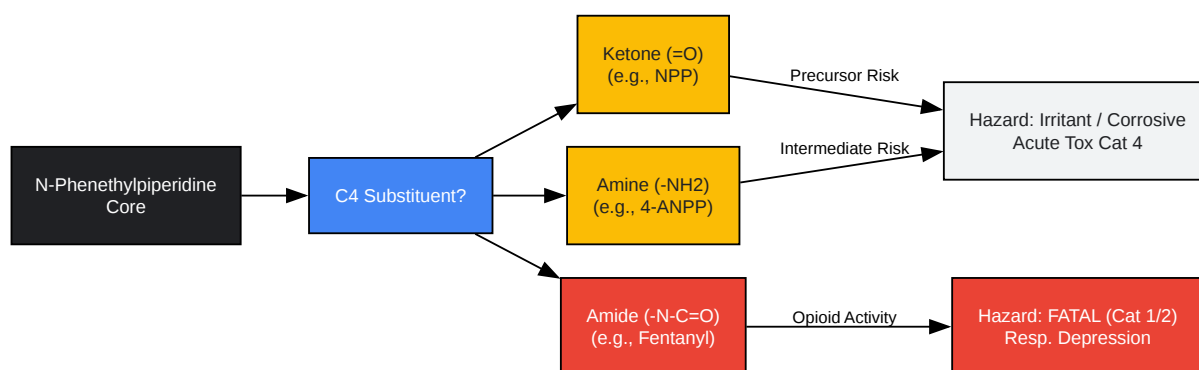 N-Phenethylpiperidine
Core
C4 Substituent?
Ketone (=O)
(e.g., NPP)
Amine (-NH2)
(e.g., 4-ANPP)
Amide (-N-C=O)
(e.g., Fentanyl)
Precursor Risk
Intermediate Risk
Opioid Activity
Hazard: Irritant / Corrosive
Acute Tox Cat 4
Hazard: FATAL (Cat 1/2)
Resp. Depression